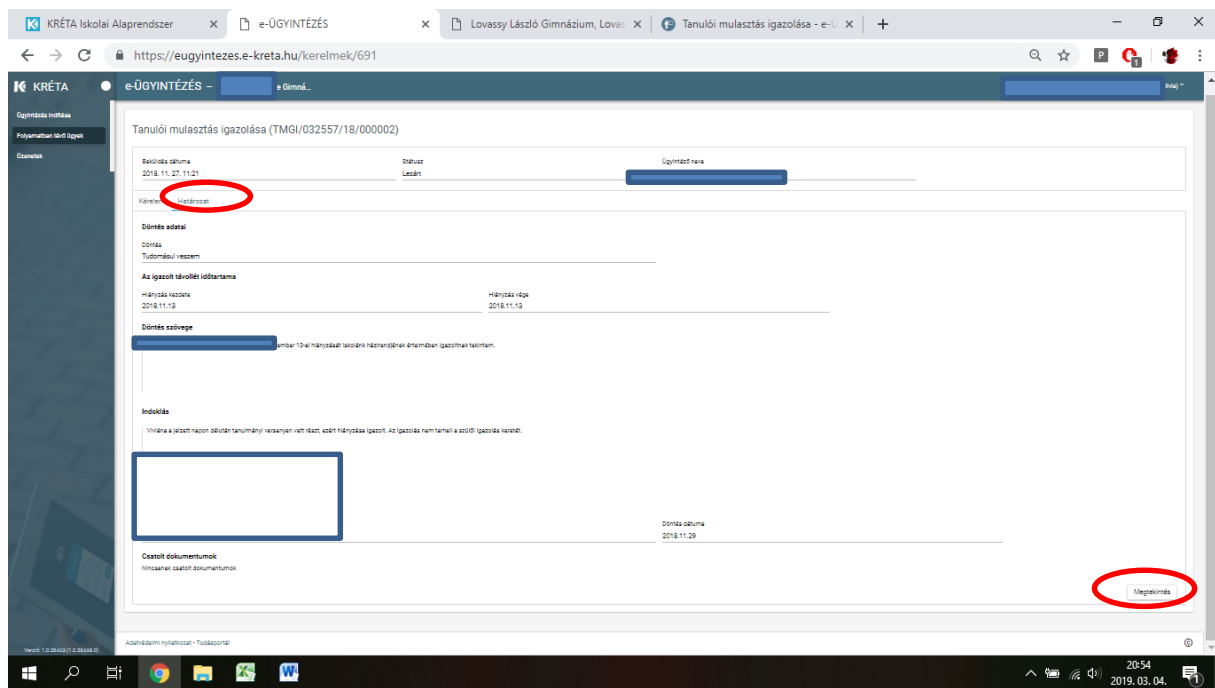 KRÉTA Iskolai Alaprendszer
e-ÜGYINTÉZÉS
Lovassy László Gimnázium, Lovas
Tanulói mulasztás igazolása - e-Ü
https://eugyintezes.e-kreta.hu/kerelmek/691
KRÉTA
e-ÜGYINTÉZÉS –
e Gimná...
Ügyintézés indítása
Folyamatban lévő ügyek
Üzenetek
Tanulói mulasztás igazolása (TMGI/032557/18/000002)
Beküldés dátuma
Státusz
Ügyintéző neve
2018. 11. 27. 11:21
Lezárt
Kérelem
Határozat
Döntés adatai
Döntés
Tudomásul veszem
Az igazolt távollét időtartama
Hiányzás kezdete
Hiányzás vége
2018.11.13
2018.11.13
Döntés szövege
ember 13-ai hiányzását iskolánk házirendjének értelmében igazoltnak tekintem.
Indoklás
Viviána a jelzett napon délután tanulmányi versenyen vett részt, ezért hiányzása igazolt. Az igazolás nem terheli a szülői igazolás keretét.
Döntés dátuma
2018.11.29
Csatolt dokumentumok
Nincsenek csatolt dokumentumok
Megtekintés
Adatvédelmi nyilatkozat - Tudásportál
©
20:54
2019. 03. 04.